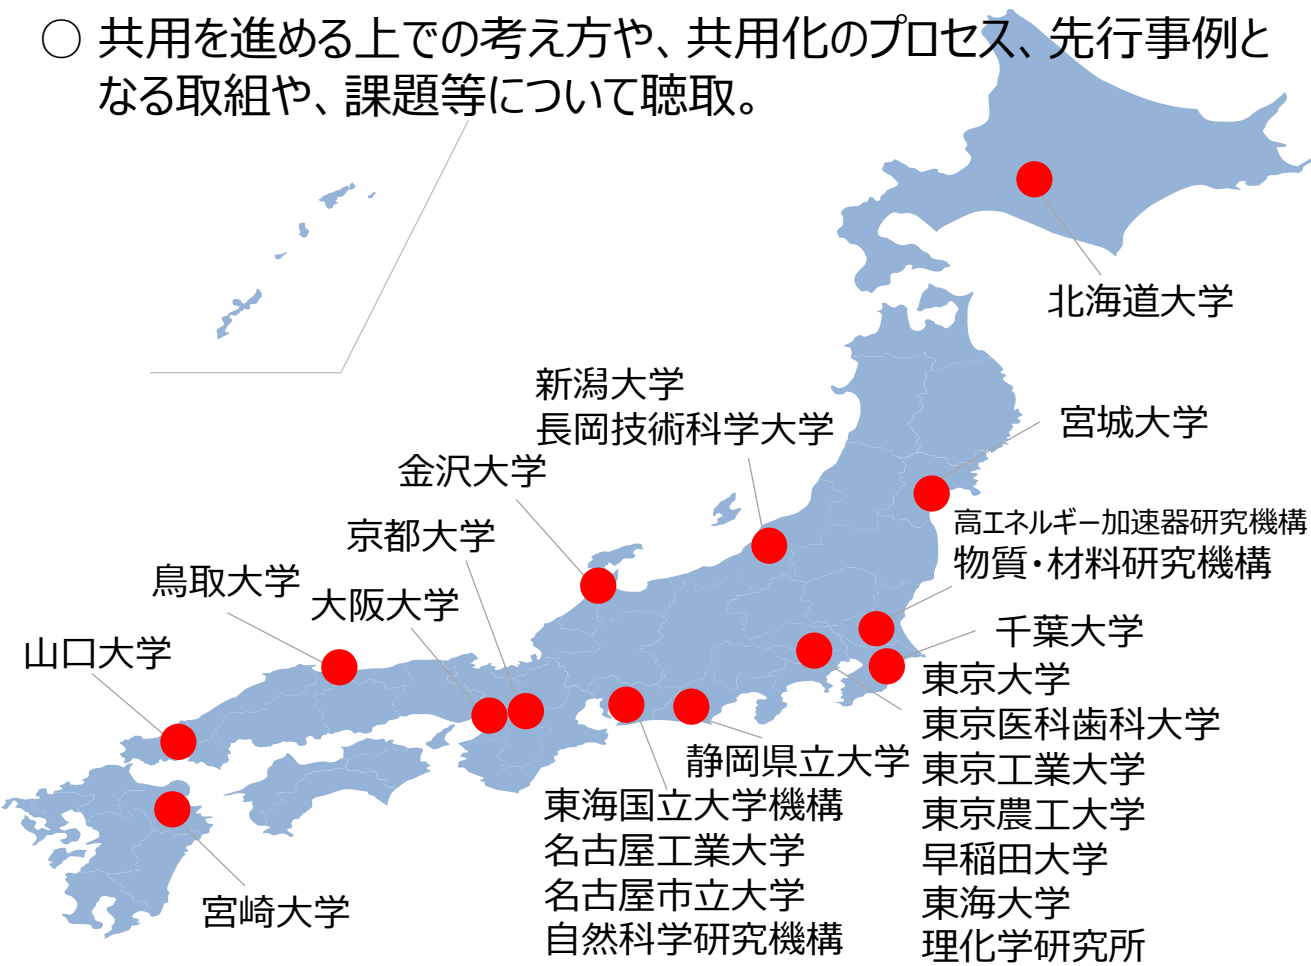 ○ 共用を進める上での考え方や、共用化のプロセス、先行事例と
なる取組や、課題等について聴取。
北海道大学
新潟大学
長岡技術科学大学
宮城大学
金沢大学
高エネルギー加速器研究機構
物質・材料研究機構
京都大学
鳥取大学
大阪大学
千葉大学
山口大学
東京大学
東京医科歯科大学
東京工業大学
東京農工大学
早稲田大学
東海大学
理化学研究所
静岡県立大学
東海国立大学機構
名古屋工業大学
名古屋市立大学
自然科学研究機構
宮崎大学